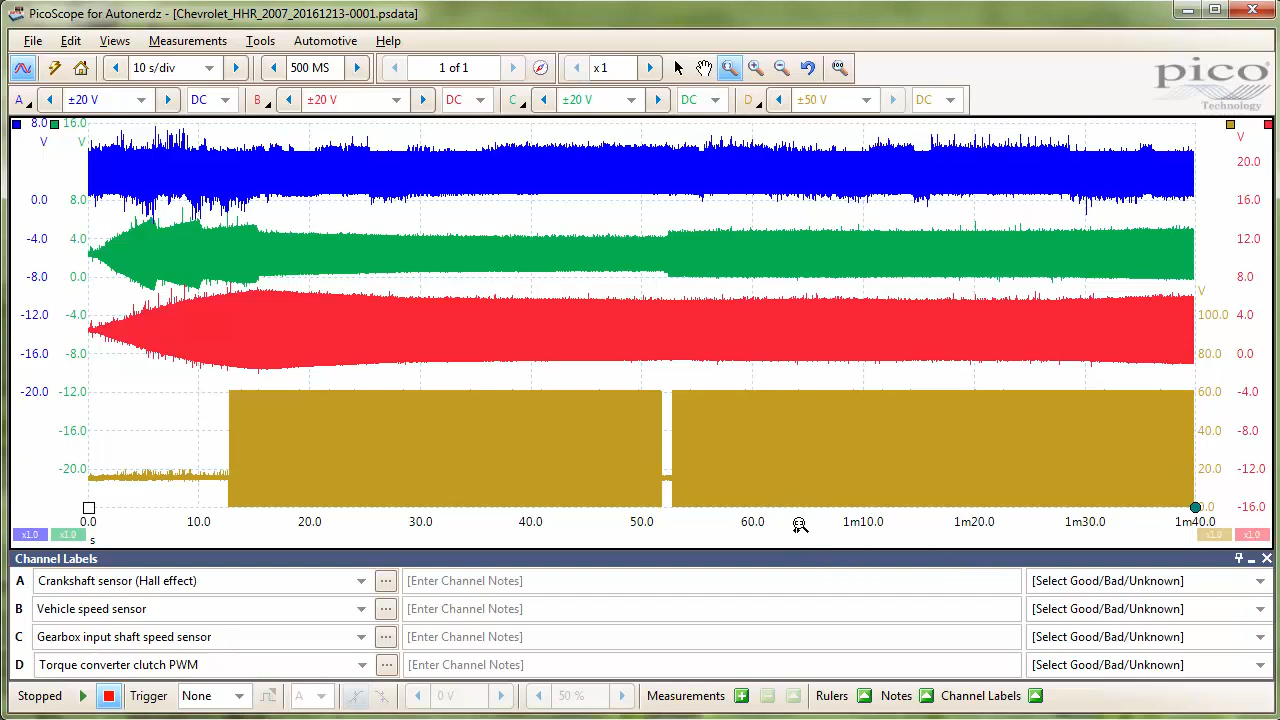 PicoScope for Autonerdz - [Chevrolet_HHR_2007_20161213-0001.psdata]
File Edit Views Measurements Tools Automotive Help
10 s/div 500 MS 1 of 1 x 1
pico
Technology
A ±20 V DC B ±20 V DC C ±20 V DC D ±50 V DC
8.0 16.0
V V V
20.0
0.0 8.0 16.0
-4.0 4.0 12.0
-8.0 0.0 8.0
V
-12.0 -4.0 100.0 4.0
-16.0 -8.0 80.0 0.0
-20.0 -12.0 60.0 -4.0
-16.0 40.0 -8.0
-20.0 20.0 -12.0
0.0 -16.0
0.0 10.0 20.0 30.0 40.0 50.0 60.0 1m10.0 1m20.0 1m30.0 1m40.0
x1.0 x1.0 s x1.0 x1.0
Channel Labels
A Crankshaft sensor (Hall effect) ... [Enter Channel Notes] [Select Good/Bad/Unknown]
B Vehicle speed sensor ... [Enter Channel Notes] [Select Good/Bad/Unknown]
C Gearbox input shaft speed sensor ... [Enter Channel Notes] [Select Good/Bad/Unknown]
D Torque converter clutch PWM ... [Enter Channel Notes] [Select Good/Bad/Unknown]
Stopped Trigger None A 0 V 50 % Measurements Rulers Notes Channel Labels